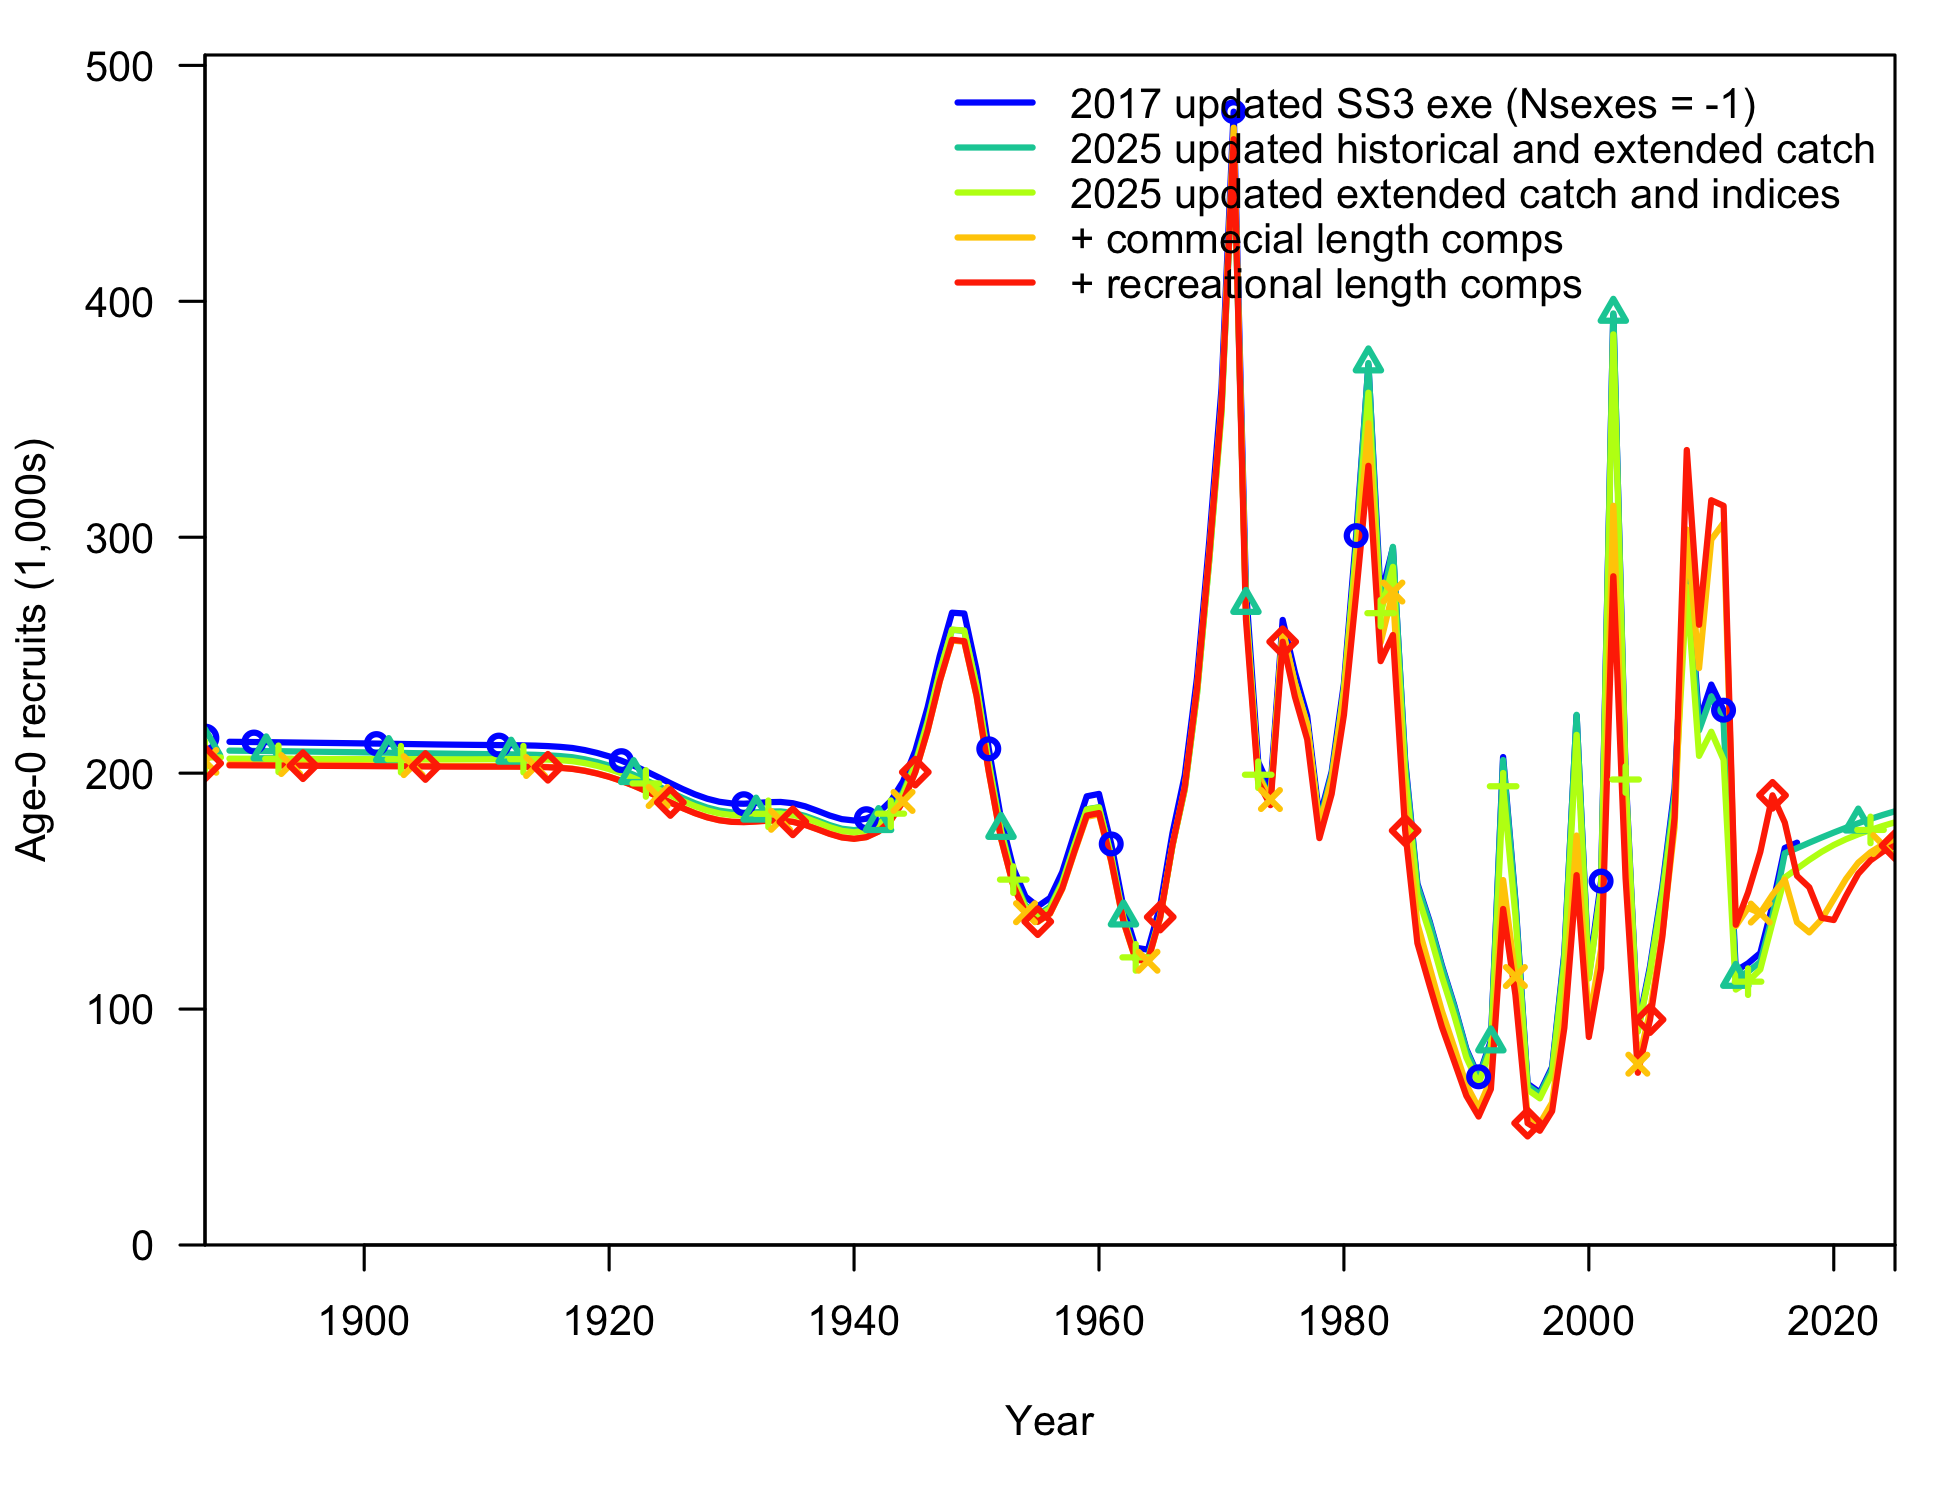 500
400
300
200
100
0
Age-0 recruits (1,000s)
2017 updated SS3 exe (Nsexes = -1)
2025 updated historical and extended catch
2025 updated extended catch and indices
+ commecial length comps
+ recreational length comps
1900 1920 1940 1960 1980 2000 2020
Year